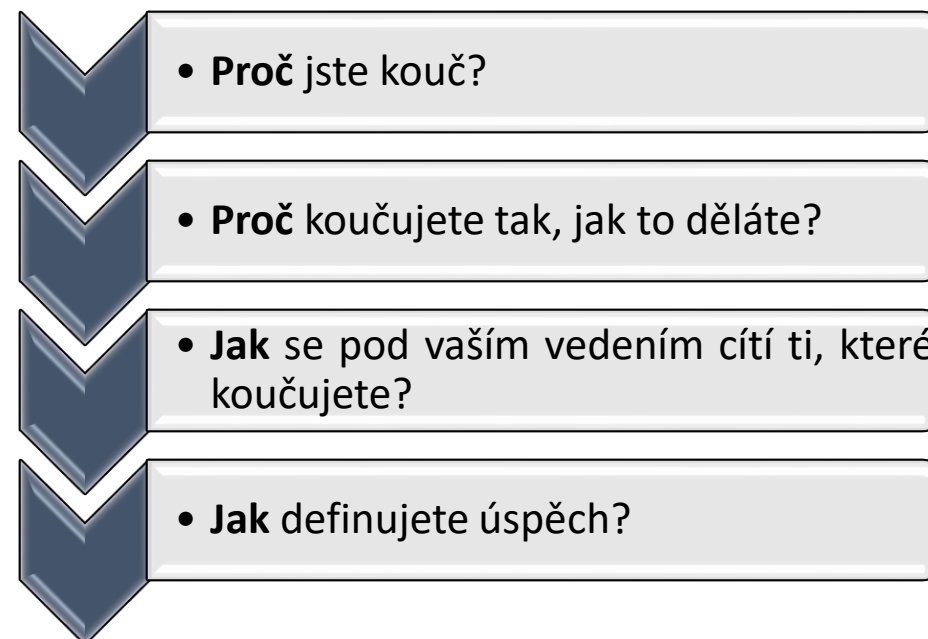 • Proč jste kouč?
• Proč koučujete tak, jak to děláte?
• Jak se pod vaším vedením cítí ti, které
koučujete?
• Jak definujete úspěch?